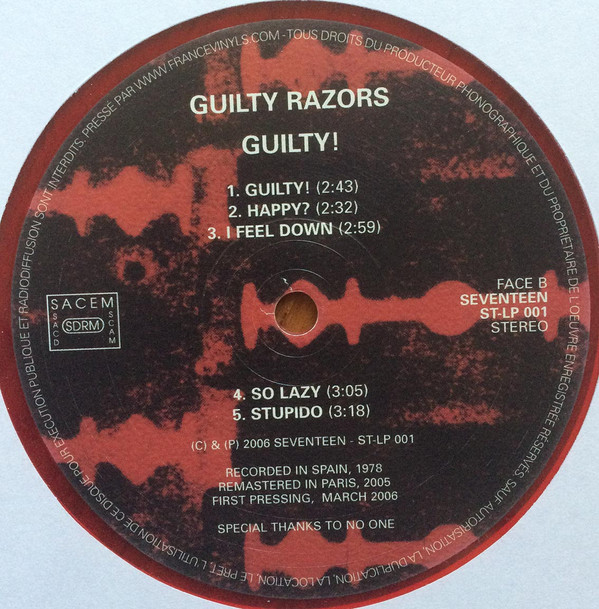 GUILTY RAZORS
GUILTY!
1. GUILTY! (2:43)
2. HAPPY? (2:32)
3. I FEEL DOWN (2:59)
FACE B
SEVENTEEN
ST-LP 001
STEREO
SACEM
SACD
SDRM
SCAM
4. SO LAZY (3:05)
5. STUPIDO (3:18)
(C) & (P) 2006 SEVENTEEN - ST-LP 001
RECORDED IN SPAIN, 1978
REMASTERED IN PARIS, 2005
FIRST PRESSING, MARCH 2006
SPECIAL THANKS TO NO ONE
PRESSE PAR WWW.FRANCEVINYLS.COM - TOUS DROITS DU PRODUCTEUR PHONOGRAPHIQUE ET DU PROPRIÉTAIRE DE L'OEUVRE ENREGISTREE RÉSERVÉS SAUF AUTORISATION, LA DUPLICATION, LA LOCATION, LE PRET, L'UTILISATION DE CE DISQUE POUR EXECUTION PUBLIQUE ET RADIODIFFUSION SONT INTERDITS.